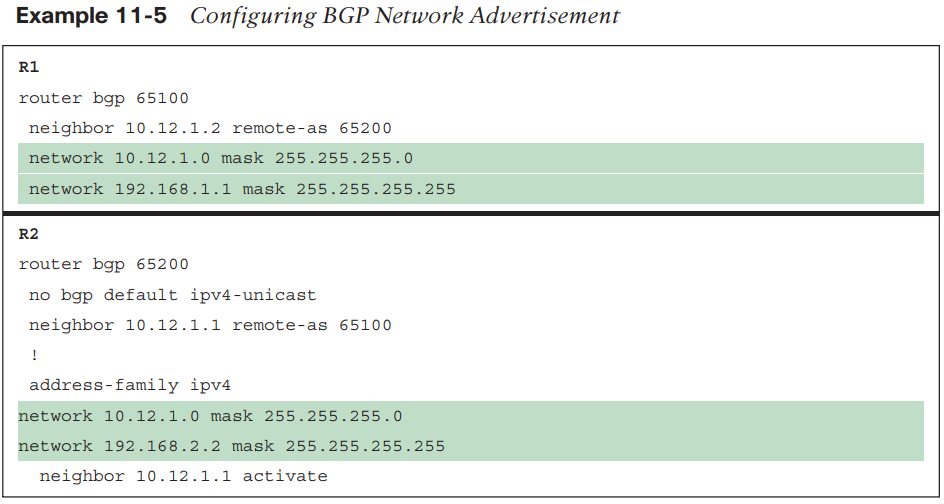 Example 11-5 Configuring BGP Network Advertisement
R1
router bgp 65100
neighbor 10.12.1.2 remote-as 65200
network 10.12.1.0 mask 255.255.255.0
network 192.168.1.1 mask 255.255.255.255
R2
router bgp 65200
no bgp default ipv4-unicast
neighbor 10.12.1.1 remote-as 65100
!
address-family ipv4
network 10.12.1.0 mask 255.255.255.0
network 192.168.2.2 mask 255.255.255.255
neighbor 10.12.1.1 activate